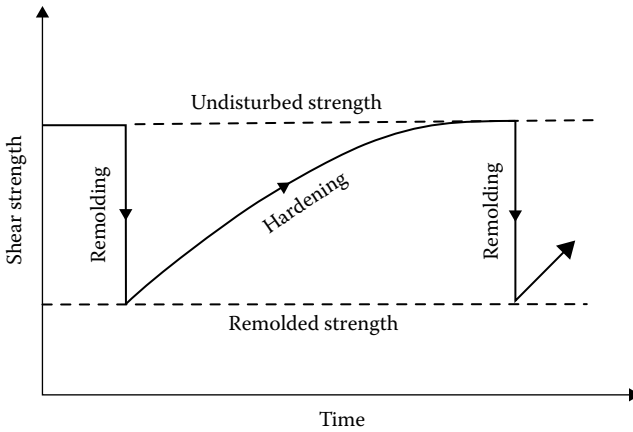 Undisturbed strength
Shear strength
Remolding
Hardening
Remolding
Remolded strength
Time